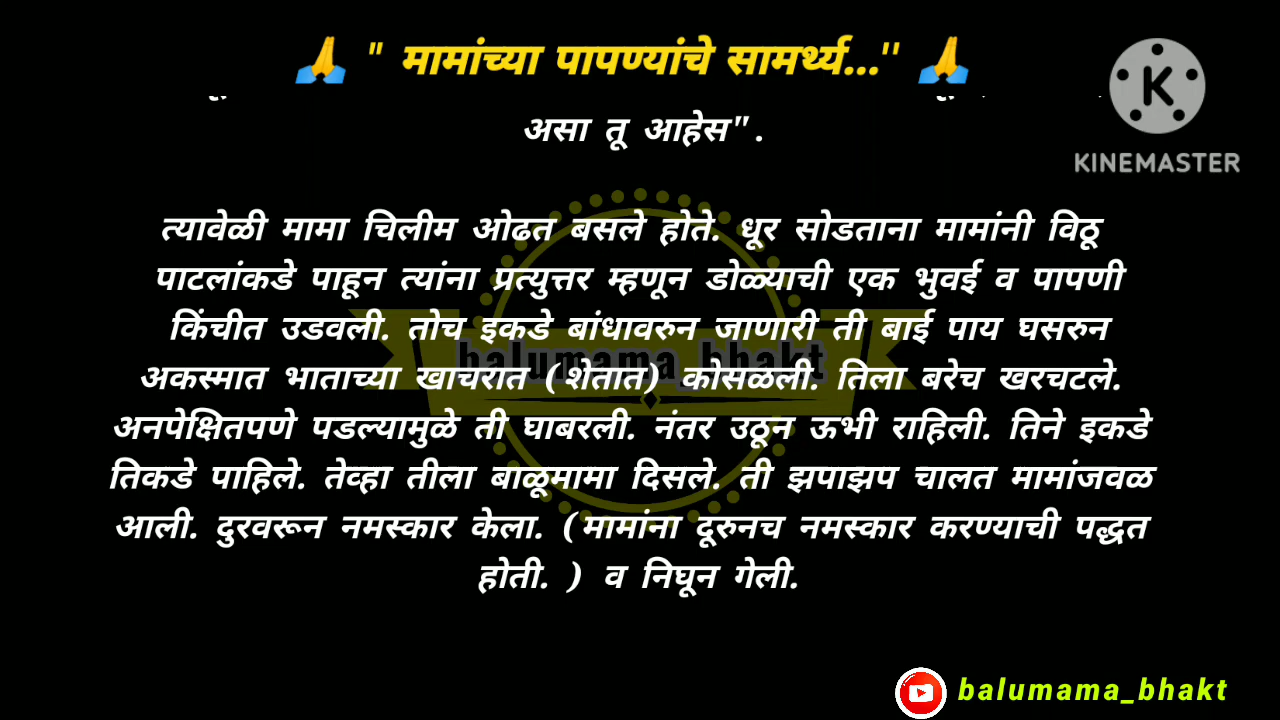 🙏 " मामांच्या पापण्यांचे सामर्थ्य..." 🙏
असा तू आहेस".
त्यावेळी मामा चिलीम ओढत बसले होते. धूर सोडताना मामांनी विठू
पाटलांकडे पाहून त्यांना प्रत्युत्तर म्हणून डोळ्याची एक भुवई व पापणी
किंचीत उडवली. तोच इकडे बांधावरुन जाणारी ती बाई पाय घसरुन
अकस्मात भाताच्या खाचरात (शेतात) कोसळली. तिला बरेच खरचटले.
अनपेक्षितपणे पडल्यामुळे ती घाबरली. नंतर उठून ऊभी राहिली. तिने इकडे
तिकडे पाहिले. तेव्हा तीला बाळूमामा दिसले. ती झपाझप चालत मामांजवळ
आली. दुरवरून नमस्कार केला. (मामांना दूरुनच नमस्कार करण्याची पद्धत
होती. ) व निघून गेली.
K
KINEMASTER
balumama_bhakt
balumama_bhakt